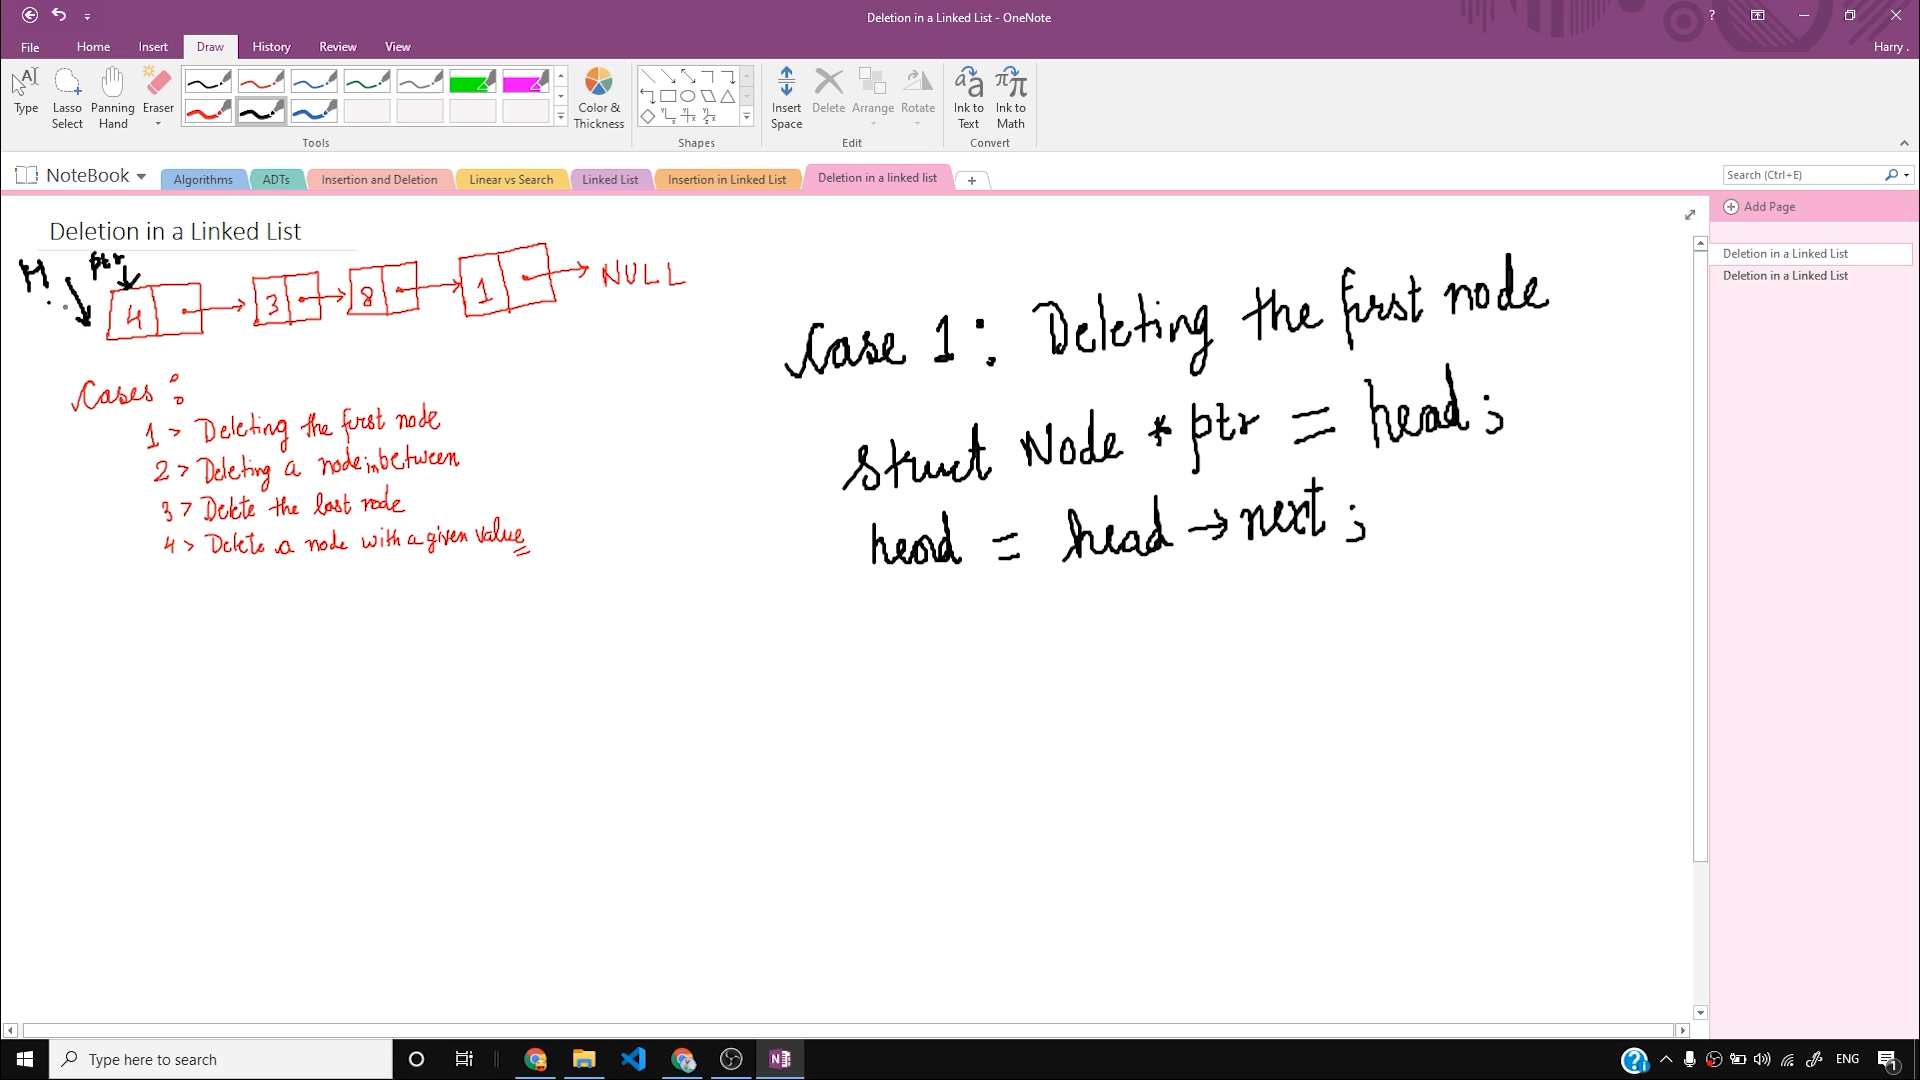 Deletion in a Linked List - OneNote
?
File Home Insert Draw History Review View
Harry .
Type
Lasso Select
Panning Hand
Eraser
Color & Thickness
Insert Space
Delete
Arrange
Rotate
Ink to Text
Ink to Math
Tools
Shapes
Edit
Convert
NoteBook
Algorithms ADTs Insertion and Deletion Linear vs Search Linked List Insertion in Linked List Deletion in a linked list
Search (Ctrl+E)
Add Page
Deletion in a Linked List
Deletion in a Linked List
Deletion in a Linked List
H ptr
4 3 8 1 NULL
Cases :
1 > Deleting the first node
2 > Deleting a node in between
3 > Delete the last node
4 > Delete a node with a given value
Case 1 : Deleting the first node
struct Node * ptr = head ;
head = head → next ;
Type here to search
ENG
1